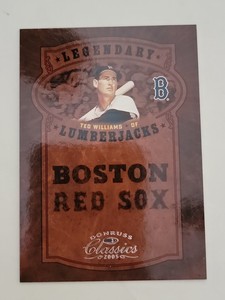 LEGENDARY
B
TED WILLIAMS OF
LUMBERJACKS
BOSTON
RED SOX
DONRUSS
Classics
2005